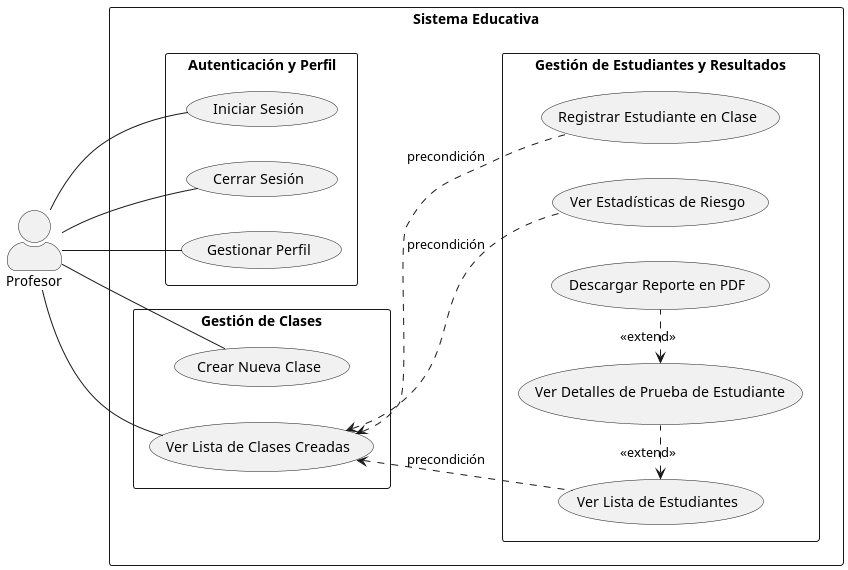 Sistema Educativa
Autenticación y Perfil
Iniciar Sesión
Cerrar Sesión
Gestionar Perfil
Profesor
Gestión de Clases
Crear Nueva Clase
Ver Lista de Clases Creadas
precondición
precondición
precondición
Gestión de Estudiantes y Resultados
Registrar Estudiante en Clase
Ver Estadísticas de Riesgo
Descargar Reporte en PDF
«extend»
Ver Detalles de Prueba de Estudiante
«extend»
Ver Lista de Estudiantes